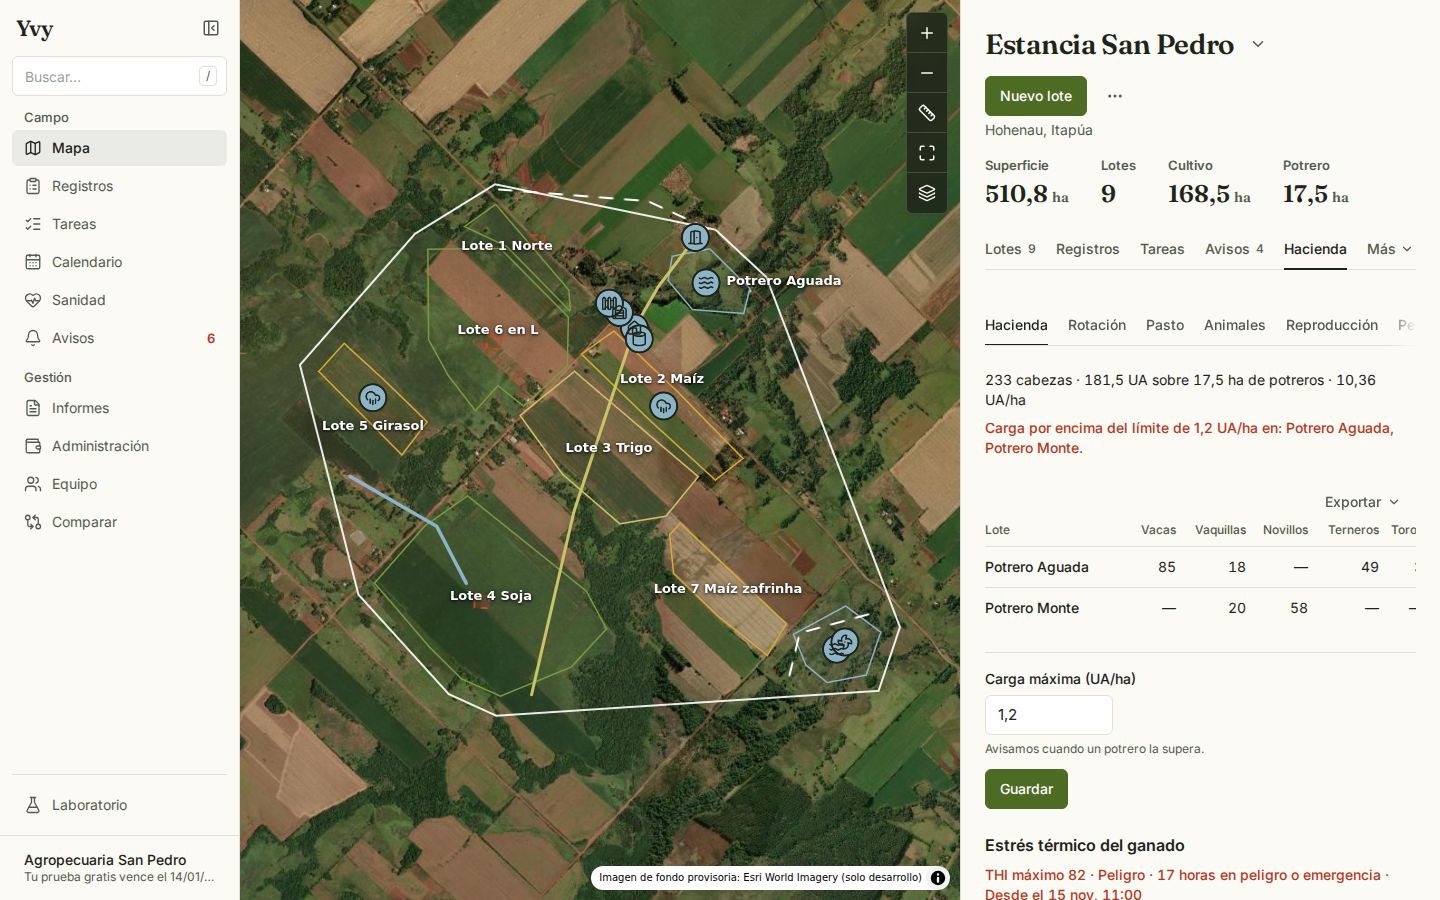 Yvy
Buscar...
/
Campo
Mapa
Registros
Tareas
Calendario
Sanidad
Avisos
6
Gestión
Informes
Administración
Equipo
Comparar
Laboratorio
Agropecuaria San Pedro
Tu prueba gratis vence el 14/01/...
Lote 1 Norte
Potrero Aguada
Lote 6 en L
Lote 2 Maíz
Lote 5 Girasol
Lote 3 Trigo
Lote 7 Maíz zafrinha
Lote 4 Soja
Imagen de fondo provisoria: Esri World Imagery (solo desarrollo)
Estancia San Pedro
Nuevo lote
Hohenau, Itapúa
Superficie Lotes Cultivo Potrero
510,8 ha 9 168,5 ha 17,5 ha
Lotes 9 Registros Tareas Avisos 4 Hacienda Más
Hacienda Rotación Pasto Animales Reproducción Pe
233 cabezas · 181,5 UA sobre 17,5 ha de potreros · 10,36
UA/ha
Carga por encima del límite de 1,2 UA/ha en: Potrero Aguada,
Potrero Monte.
Exportar
Lote Vacas Vaquillas Novillos Terneros Toro
Potrero Aguada 85 18 — 49
Potrero Monte — 20 58 — —
Carga máxima (UA/ha)
1,2
Avisamos cuando un potrero la supera.
Guardar
Estrés térmico del ganado
THI máximo 82 · Peligro · 17 horas en peligro o emergencia ·
Desde el 15 nov, 11:00